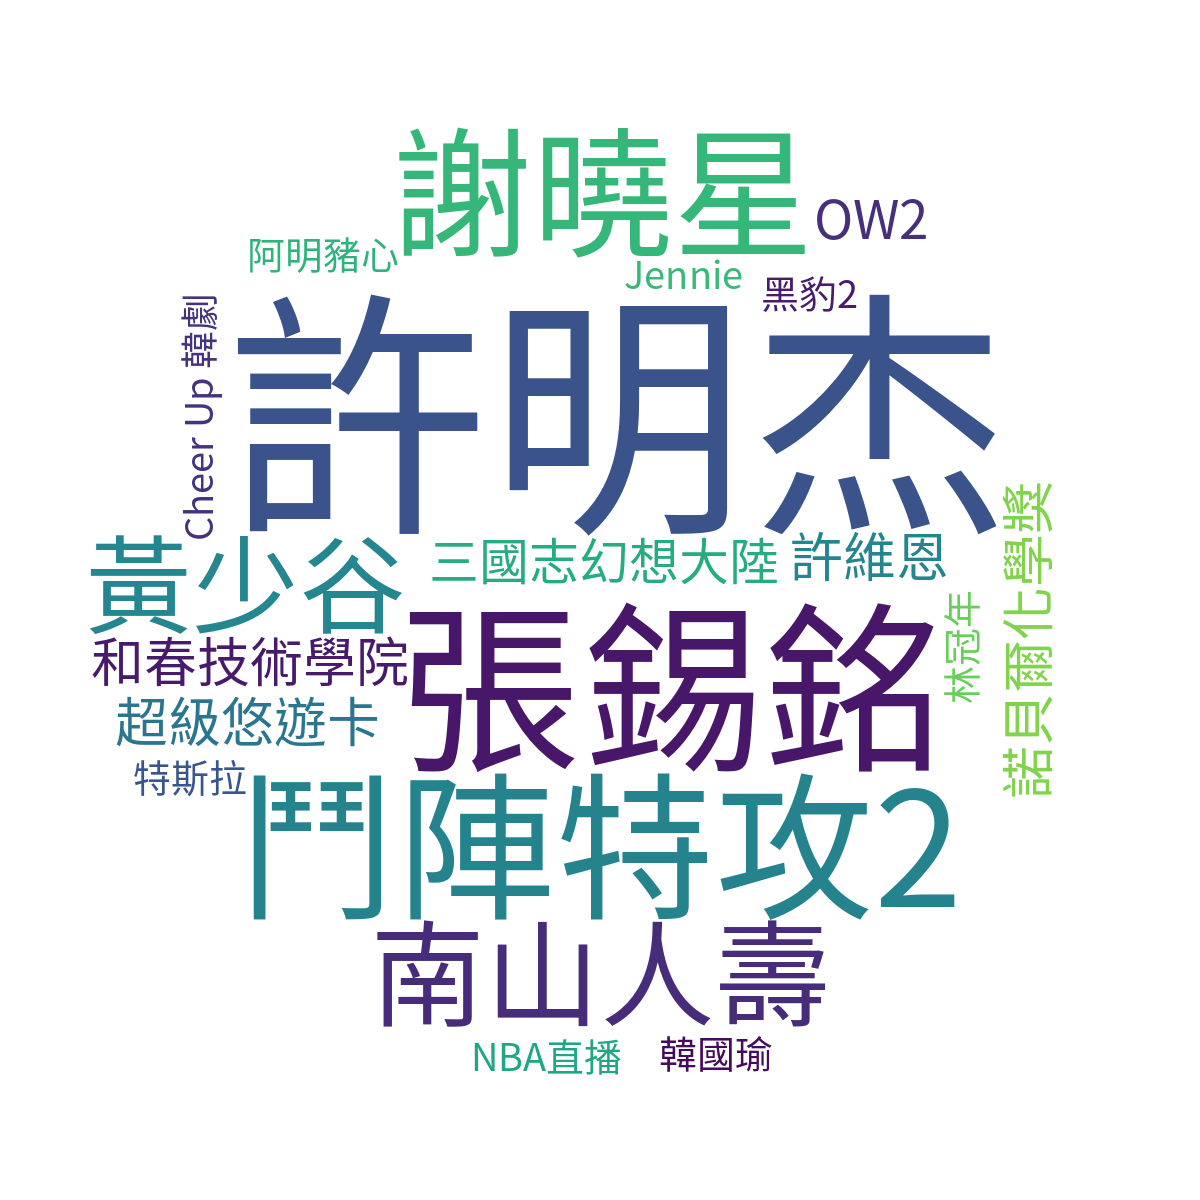 謝曉星
OW2
阿明豬心
Jennie
黑豹2
Cheer Up 韓劇
許明杰
黃少谷
三國志幻想大陸
許維恩
諾貝爾化學獎
和春技術學院
張錫銘
林冠年
超級悠遊卡
特斯拉
鬥陣特攻2
南山人壽
NBA直播
韓國瑜